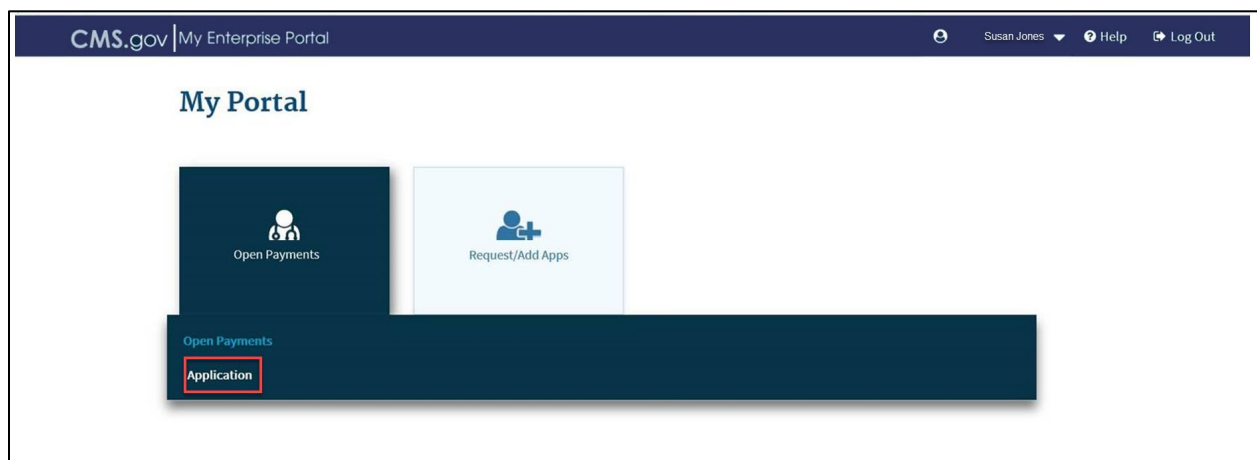 CMS.gov My Enterprise Portal Susan Jones Help Log Out
My Portal
Open Payments Request/Add Apps
Open Payments
Application